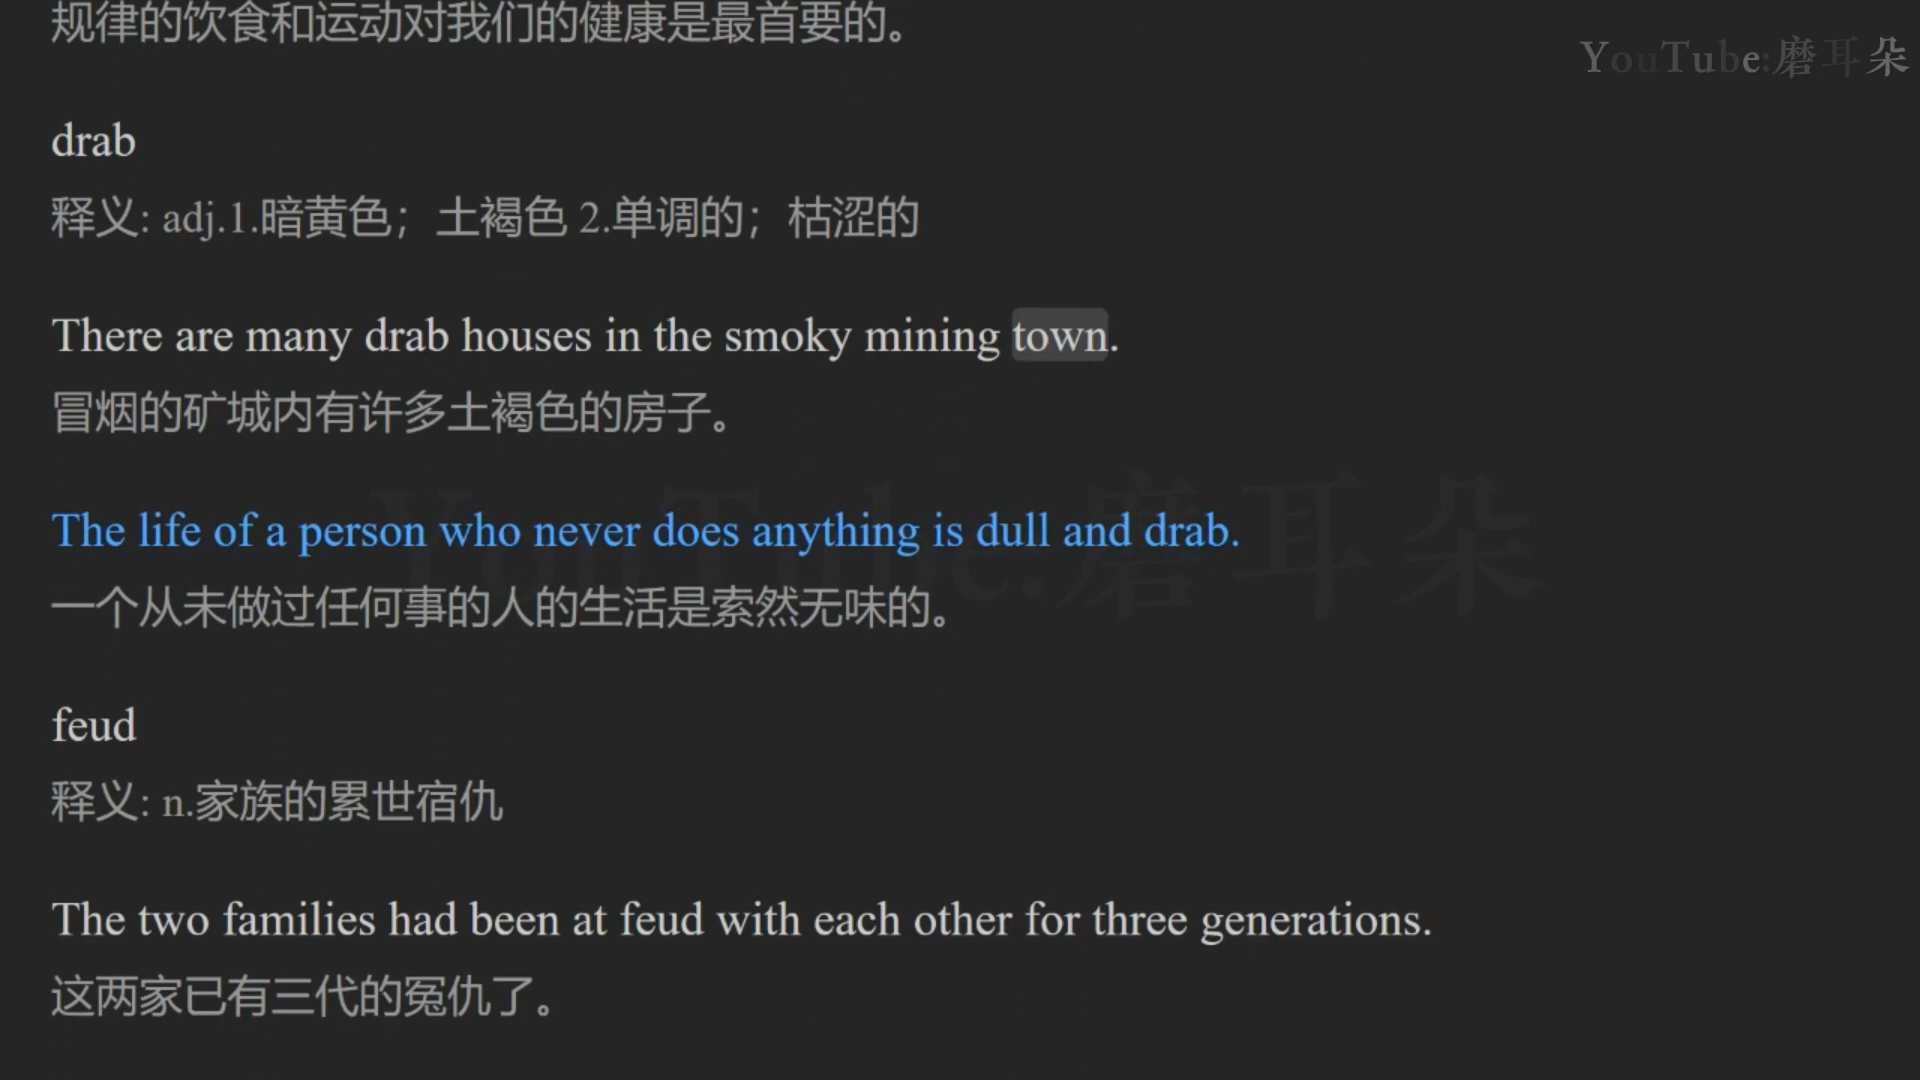 规律的饮食和运动对我们的健康是最首要的。
YouTube:磨耳朵
drab
释义: adj.1.暗黄色；土褐色 2.单调的；枯涩的
There are many drab houses in the smoky mining town.
冒烟的矿城内有许多土褐色的房子。
The life of a person who never does anything is dull and drab.
YouTube:磨耳朵
一个从未做过任何事的人的生活是索然无味的。
feud
释义: n.家族的累世宿仇
The two families had been at feud with each other for three generations.
这两家已有三代的冤仇了。